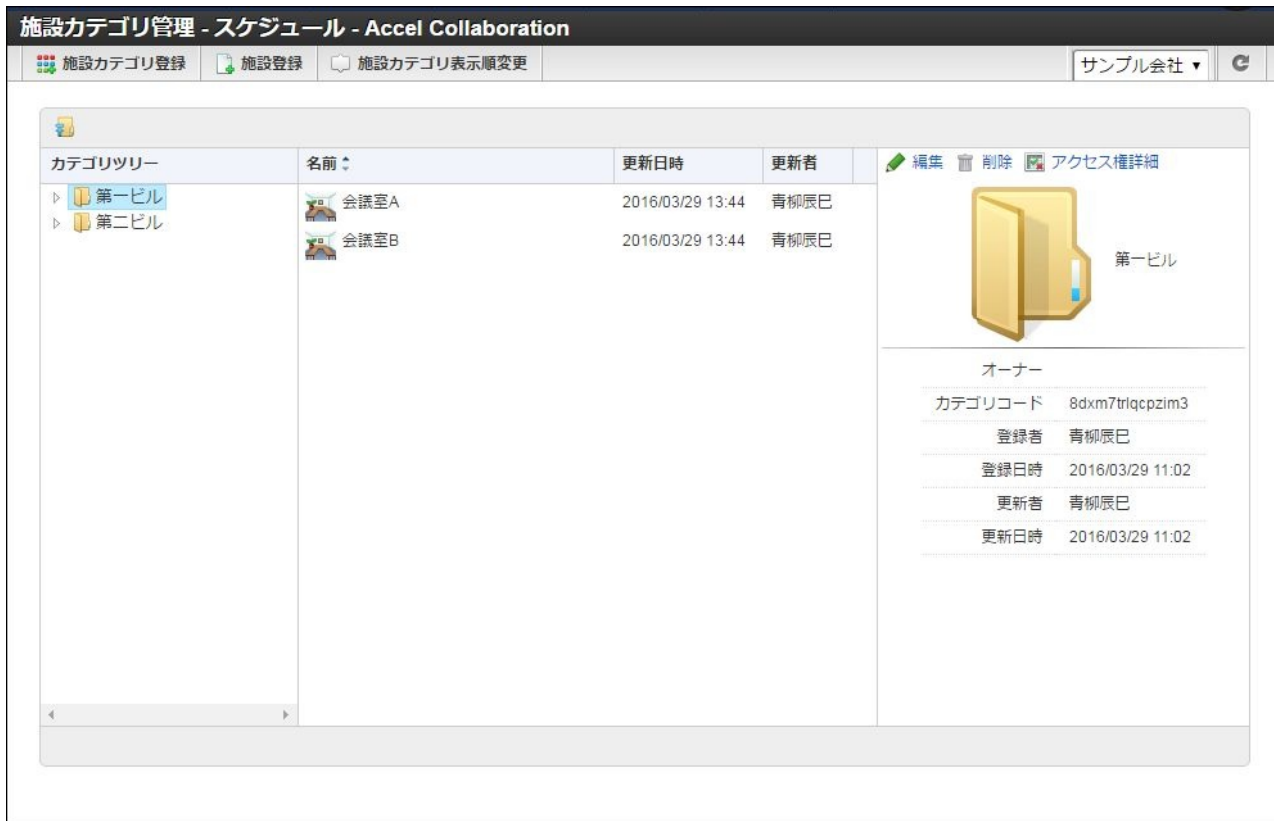 施設カテゴリ管理 - スケジュール - Accel Collaboration
施設カテゴリ登録 施設登録 施設カテゴリ表示順変更 サンプル会社
カテゴリツリー 名前 更新日時 更新者 編集 削除 アクセス権詳細
第一ビル 会議室A 2016/03/29 13:44 青柳辰巳
第二ビル 会議室B 2016/03/29 13:44 青柳辰巳
第一ビル
オーナー
カテゴリコード 8dxm7trlqcpzim3
登録者 青柳辰巳
登録日時 2016/03/29 11:02
更新者 青柳辰巳
更新日時 2016/03/29 11:02